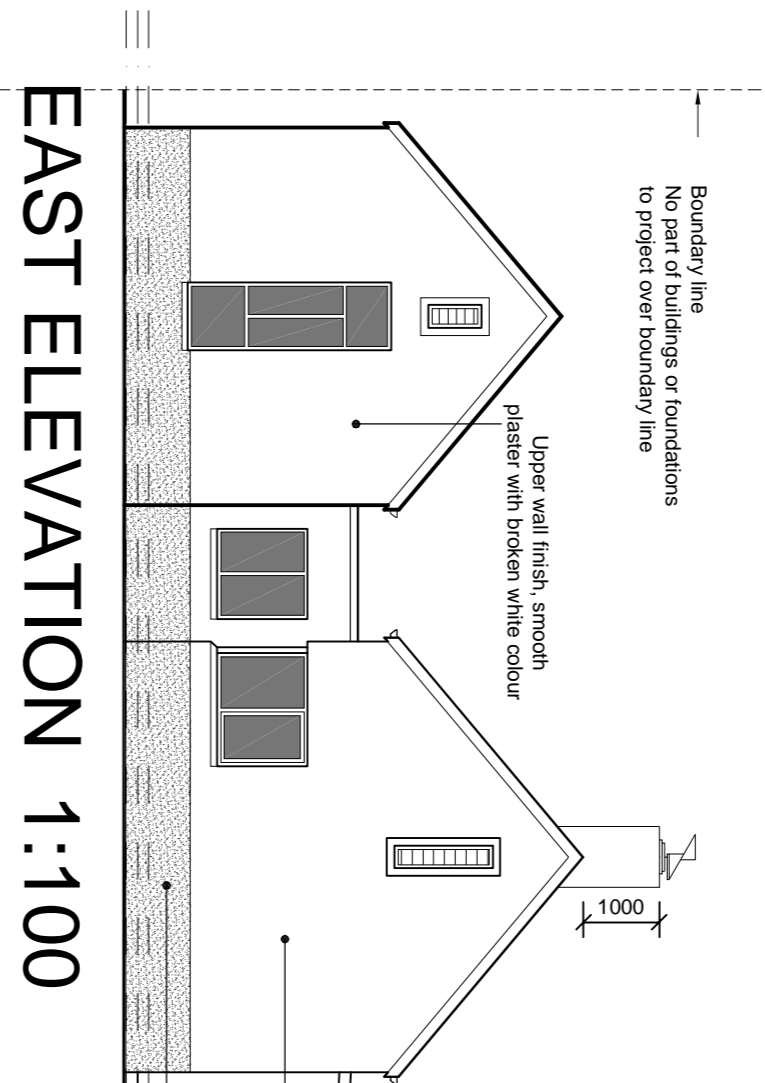 Boundary line
No part of buildings or foundations
to project over boundary line
Upper wall finish, smooth
plaster with broken white colour
1000
EAST ELEVATION 1:100